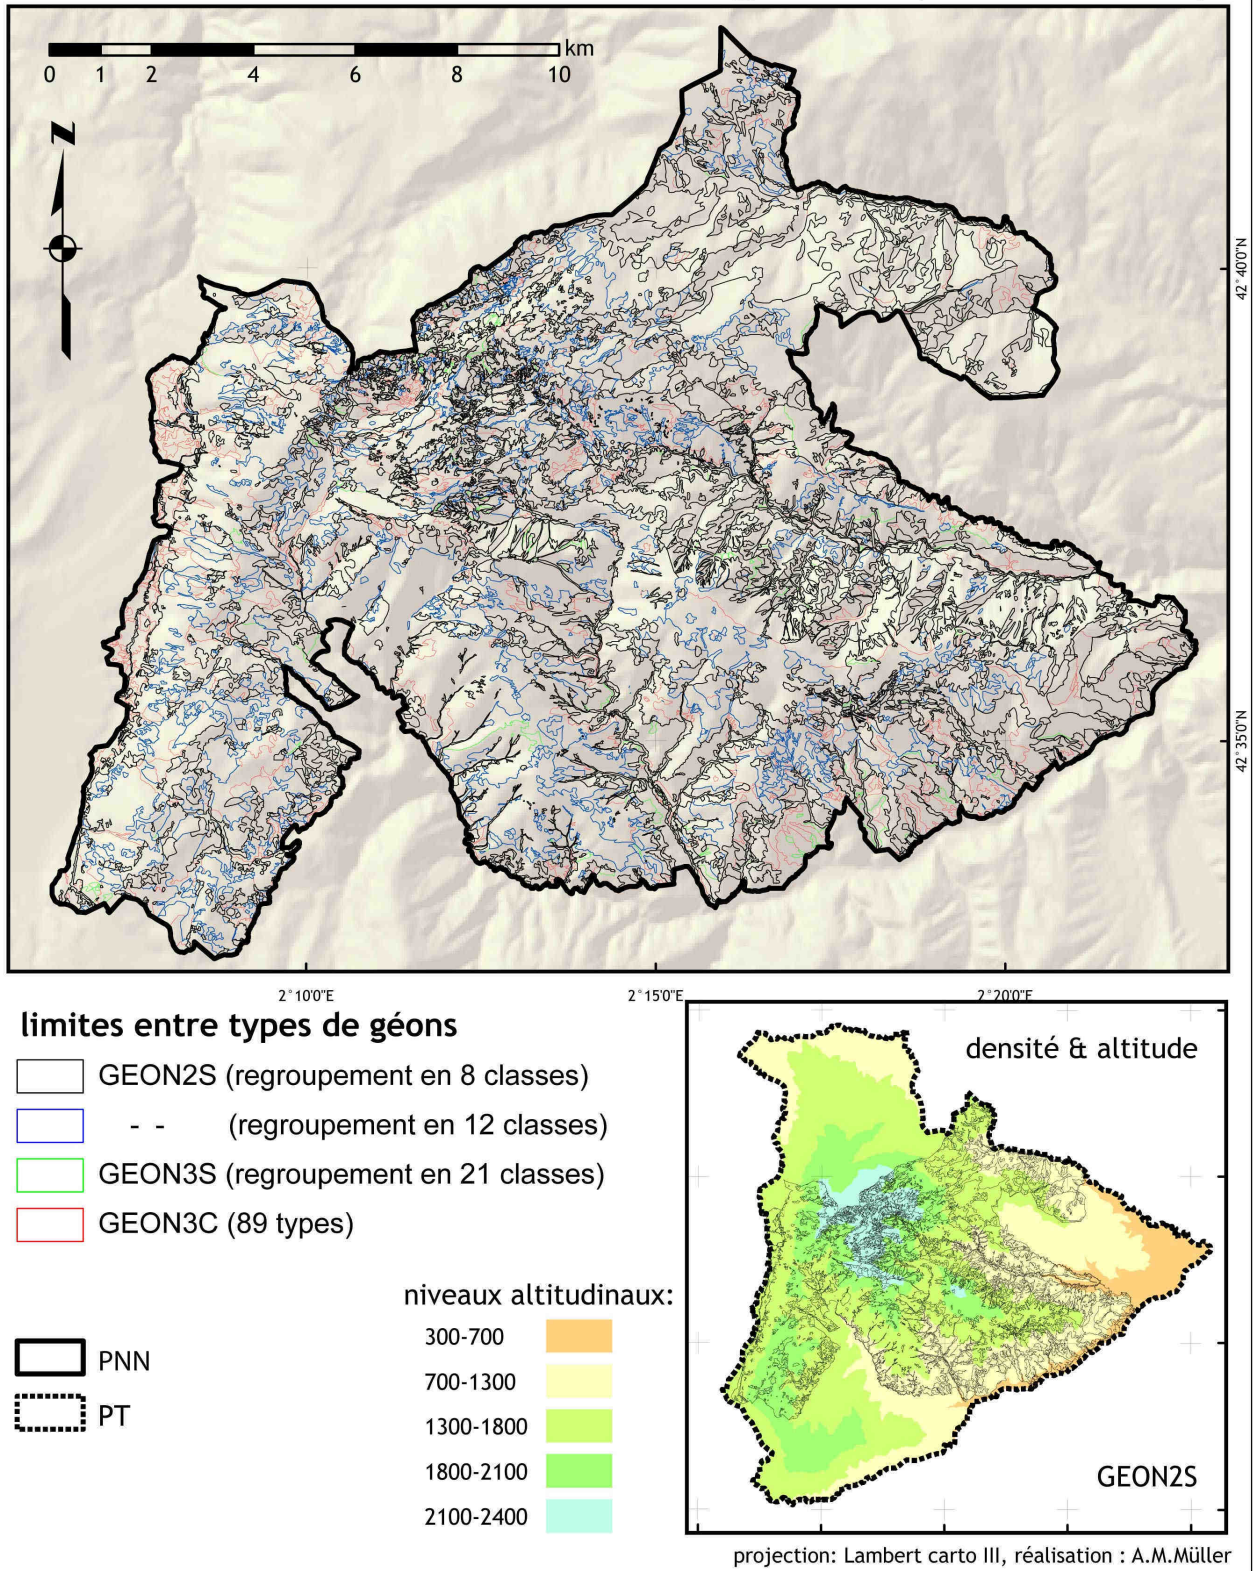 km
0 1 2 4 6 8 10
N
42°40'0"N
42°35'0"N
2°10'0"E 2°15'0"E 2°20'0"E
limites entre types de géons
GEON2S (regroupement en 8 classes)
- - (regroupement en 12 classes)
GEON3S (regroupement en 21 classes)
GEON3C (89 types)
PNN
PT
niveaux altitudinaux:
300-700
700-1300
1300-1800
1800-2100
2100-2400
densité & altitude
GEON2S
projection: Lambert carto III, réalisation : A.M.Müller